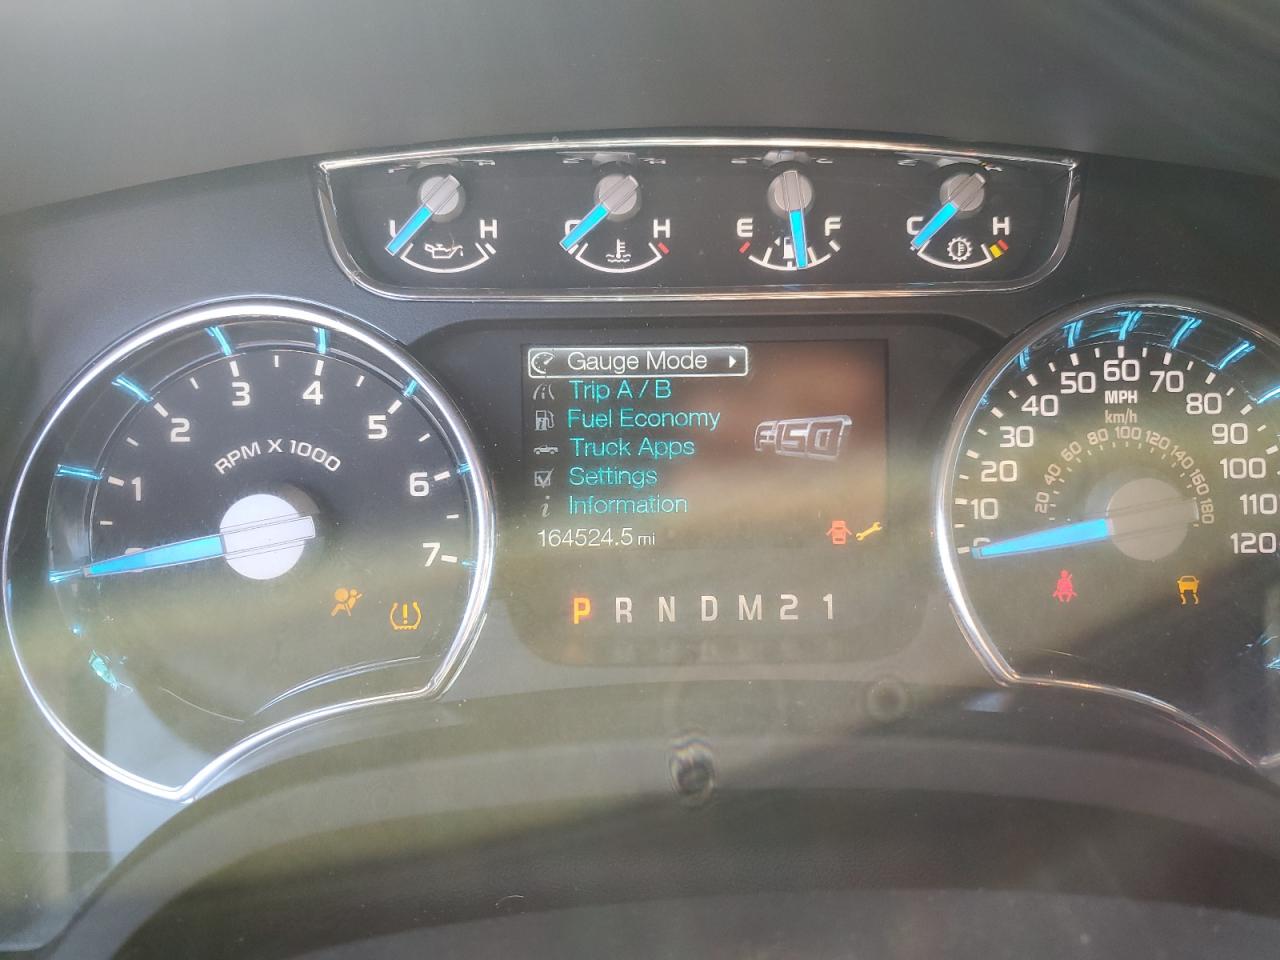 L H C H E F C H
1 2 3 4 5 6 7
RPM X 1000
Gauge Mode
Trip A / B
Fuel Economy
Truck Apps
Settings
Information
164524.5 mi
F150
P R N D M 2 1
10 20 30 40 50 60 70 80 90 100 110 120
MPH
km/h
20 40 60 80 100 120 140 160 180